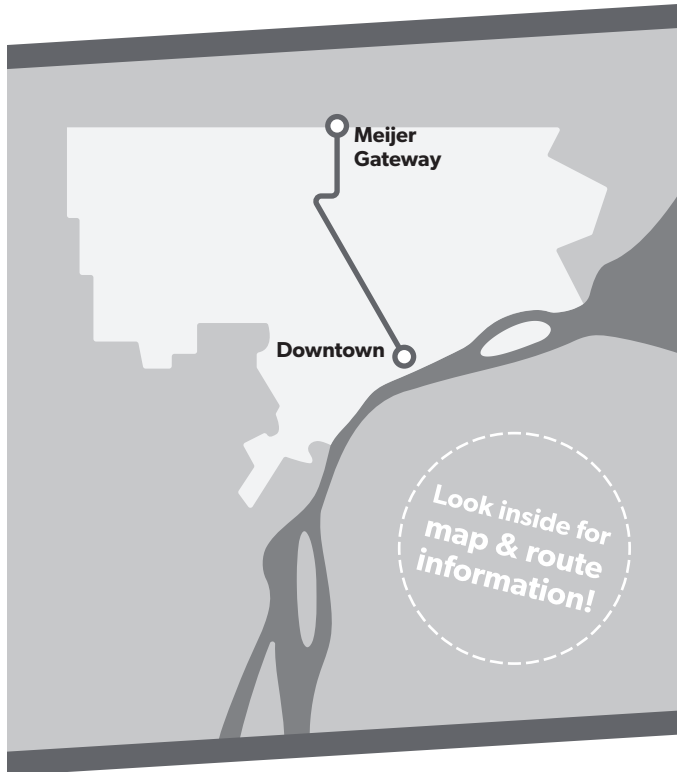 Meijer
Gateway
Downtown
Look inside for
map & route
information!